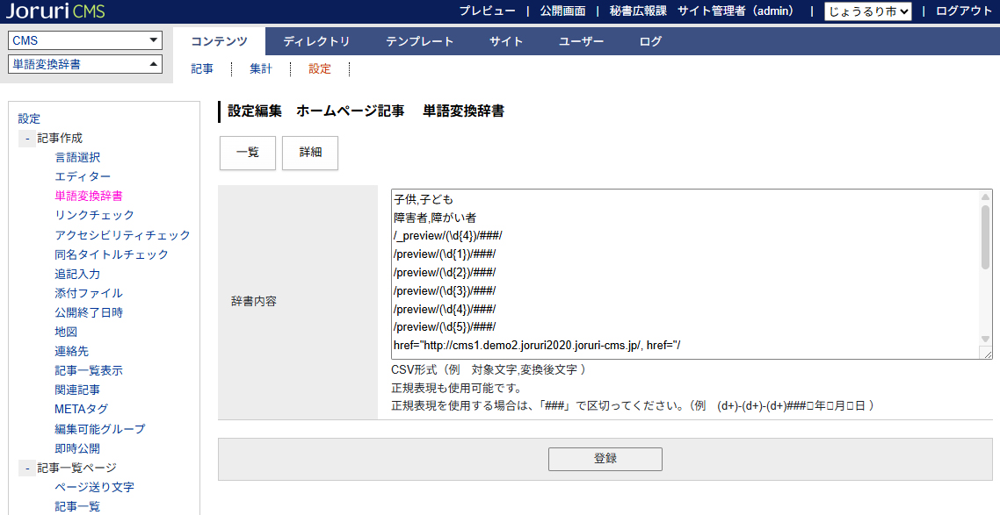 Joruri CMS
プレビュー | 公開画面 | 秘書広報課 サイト管理者（admin） | じょうるり市 | ログアウト
CMS
単語変換辞書
コンテンツ ディレクトリ テンプレート サイト ユーザー ログ
記事 集計 設定
設定
- 記事作成
言語選択
エディター
単語変換辞書
リンクチェック
アクセシビリティチェック
同名タイトルチェック
追記入力
添付ファイル
公開終了日時
地図
連絡先
記事一覧表示
関連記事
METAタグ
編集可能グループ
即時公開
- 記事一覧ページ
ページ送り文字
記事一覧
設定編集 ホームページ記事 単語変換辞書
一覧 詳細
辞書内容
子供,子ども
障害者,障がい者
/_preview/(\d{4})/###/
/preview/(\d{1})/###/
/preview/(\d{2})/###/
/preview/(\d{3})/###/
/preview/(\d{4})/###/
/preview/(\d{5})/###/
href="http://cms1.demo2.joruri2020.joruri-cms.jp/, href="/
CSV形式（例　対象文字,変換後文字 ）
正規表現も使用可能です。
正規表現を使用する場合は、「###」で区切ってください。（例　(d+)-(d+)-(d+)###年月日 ）
登録